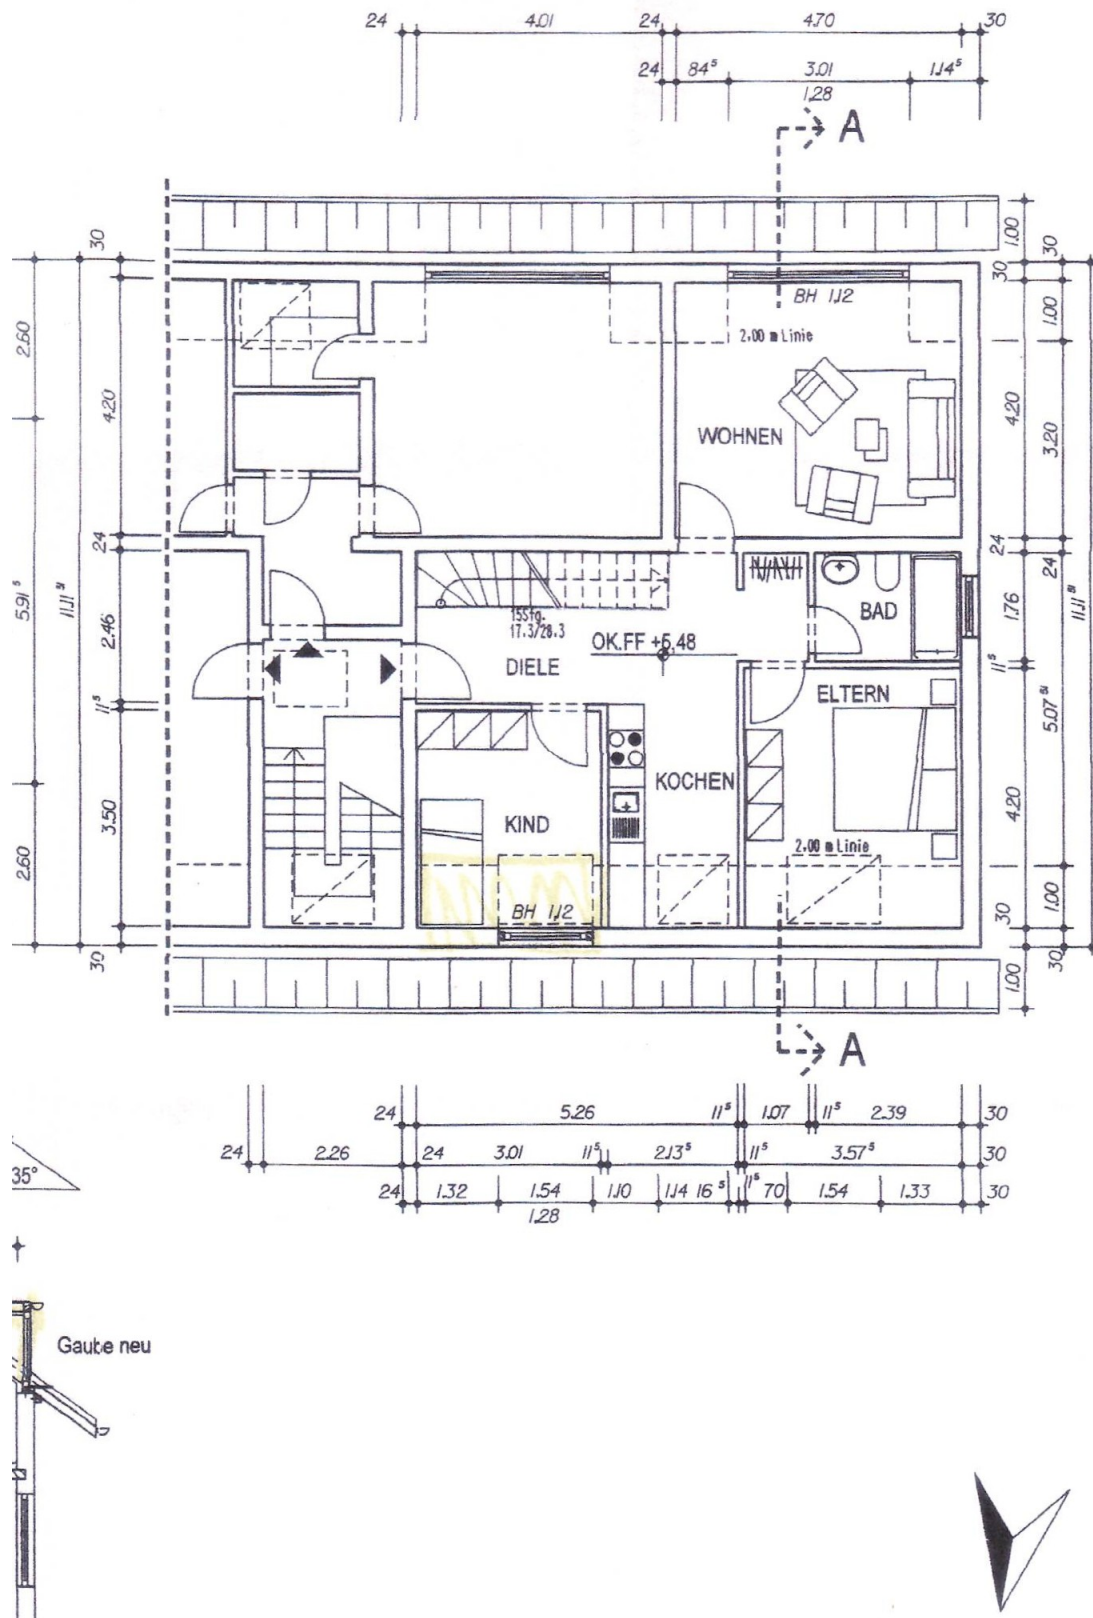 24 4.01 24 4.70 30
24 84⁵ 3.01 1.14⁵
1.28
A
30
1.00
30
30
BH 1.12
2.00 m Linie
1.00
2.60
4.20
4.20
3.20
WOHNEN
24
24
24
5.91⁵
11.11⁵
2.46
15Stg.
17.3/28.3
OK.FF +5,48
BAD
1.76
11.11⁵
DIELE
ELTERN
11⁵
11⁵
5.07⁵
KOCHEN
3.50
KIND
4.20
2.00 m Linie
2.60
BH 1.12
1.00
30
30
30
1.00
A
24 5.26 11⁵ 1.07 11⁵ 2.39 30
24 2.26 24 3.01 11⁵ 2.13⁵ 11⁵ 3.57⁵ 30
35°
24 1.32 1.54 1.10 1.14 16⁵ 11⁵ 70 1.54 1.33 30
1.28
Gaube neu